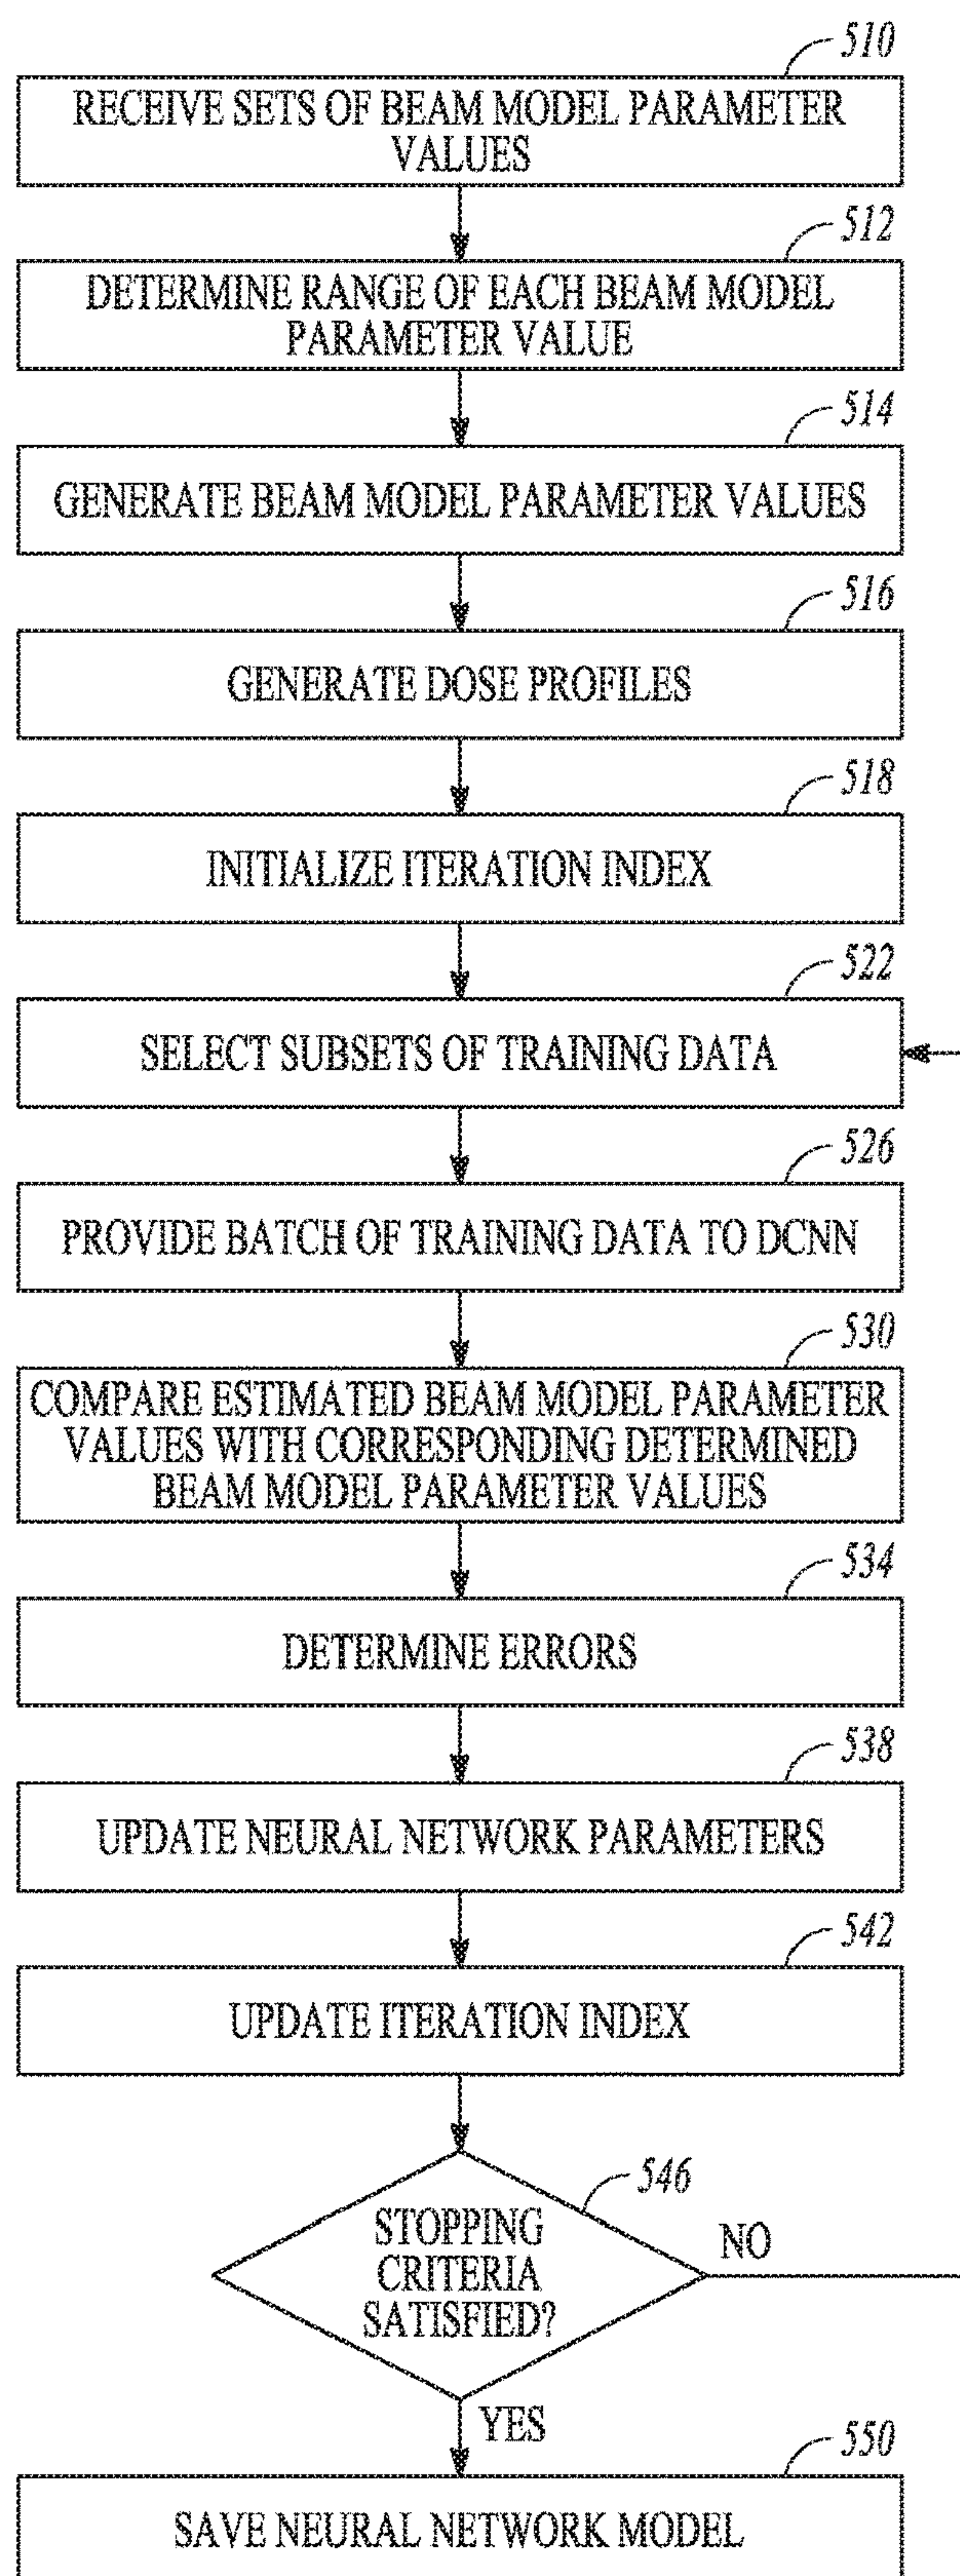 510
RECEIVE SETS OF BEAM MODEL PARAMETER
VALUES
512
DETERMINE RANGE OF EACH BEAM MODEL
PARAMETER VALUE
514
GENERATE BEAM MODEL PARAMETER VALUES
516
GENERATE DOSE PROFILES
518
INITIALIZE ITERATION INDEX
522
SELECT SUBSETS OF TRAINING DATA
526
PROVIDE BATCH OF TRAINING DATA TO DCNN
530
COMPARE ESTIMATED BEAM MODEL PARAMETER
VALUES WITH CORRESPONDING DETERMINED
BEAM MODEL PARAMETER VALUES
534
DETERMINE ERRORS
538
UPDATE NEURAL NETWORK PARAMETERS
542
UPDATE ITERATION INDEX
546
STOPPING
CRITERIA
SATISFIED?
NO
YES
550
SAVE NEURAL NETWORK MODEL